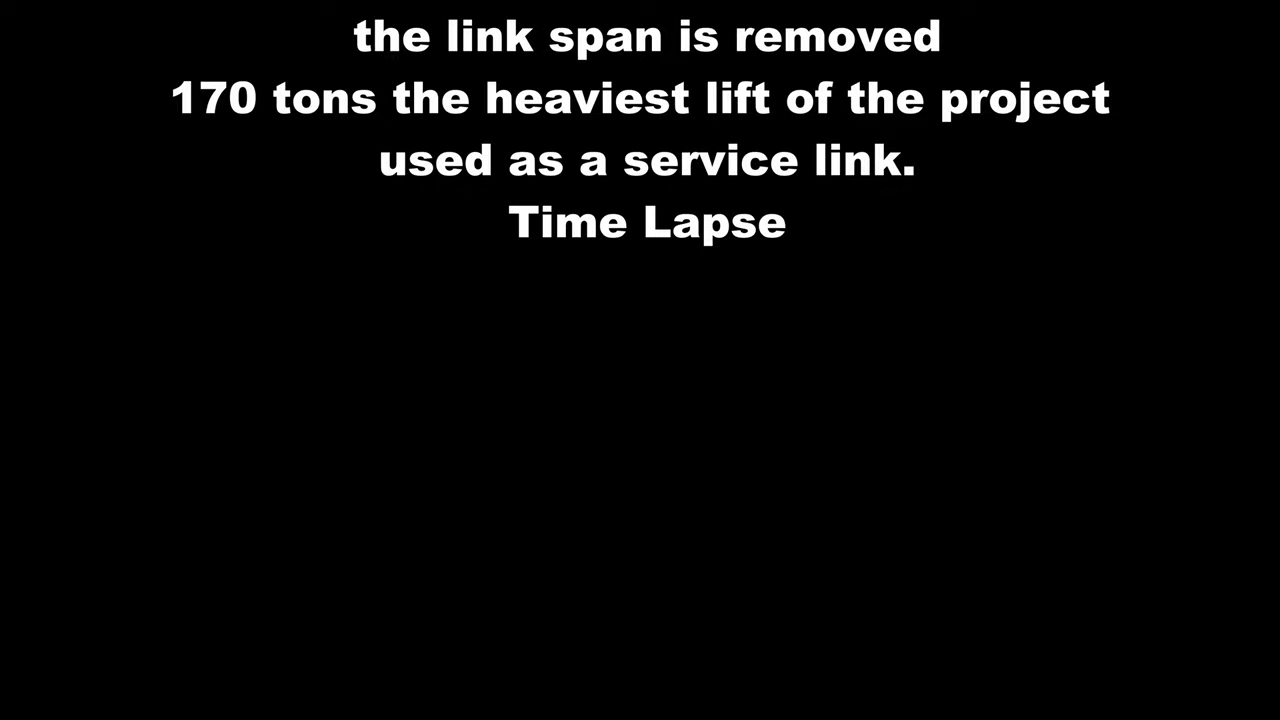 the link span is removed
170 tons the heaviest lift of the project
used as a service link.
Time Lapse